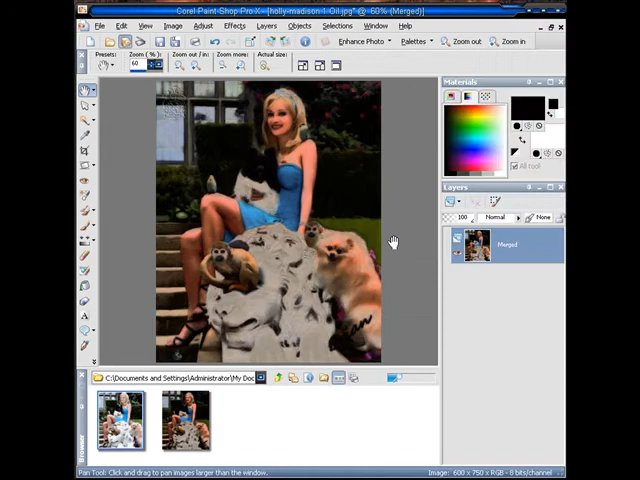 Corel Paint Shop Pro X - [holly-madison 1 Oil.jpg* @ 60% (Merged)]
File Edit View Image Adjust Effects Layers Objects Selections Window Help
Enhance Photo Palettes Zoom out Zoom in
Presets: Zoom (%): Zoom out / in: Zoom more: Actual size:
60
Materials
All tool
Layers
100 Normal None
Merged
C:\Documents and Settings\Administrator\My Doc
Browser
Pan Tool: Click and drag to pan images larger than the window.
Image: 600 x 750 x RGB - 8 bits/channel